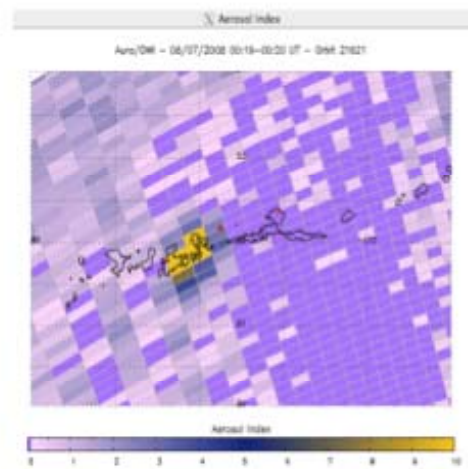 Aerosol Index
Aura/OMI - 08/07/2008 00:19-00:20 UT - Orbit 21621
Aerosol Index
0 1 2 3 4 5 6 7 8 9 10